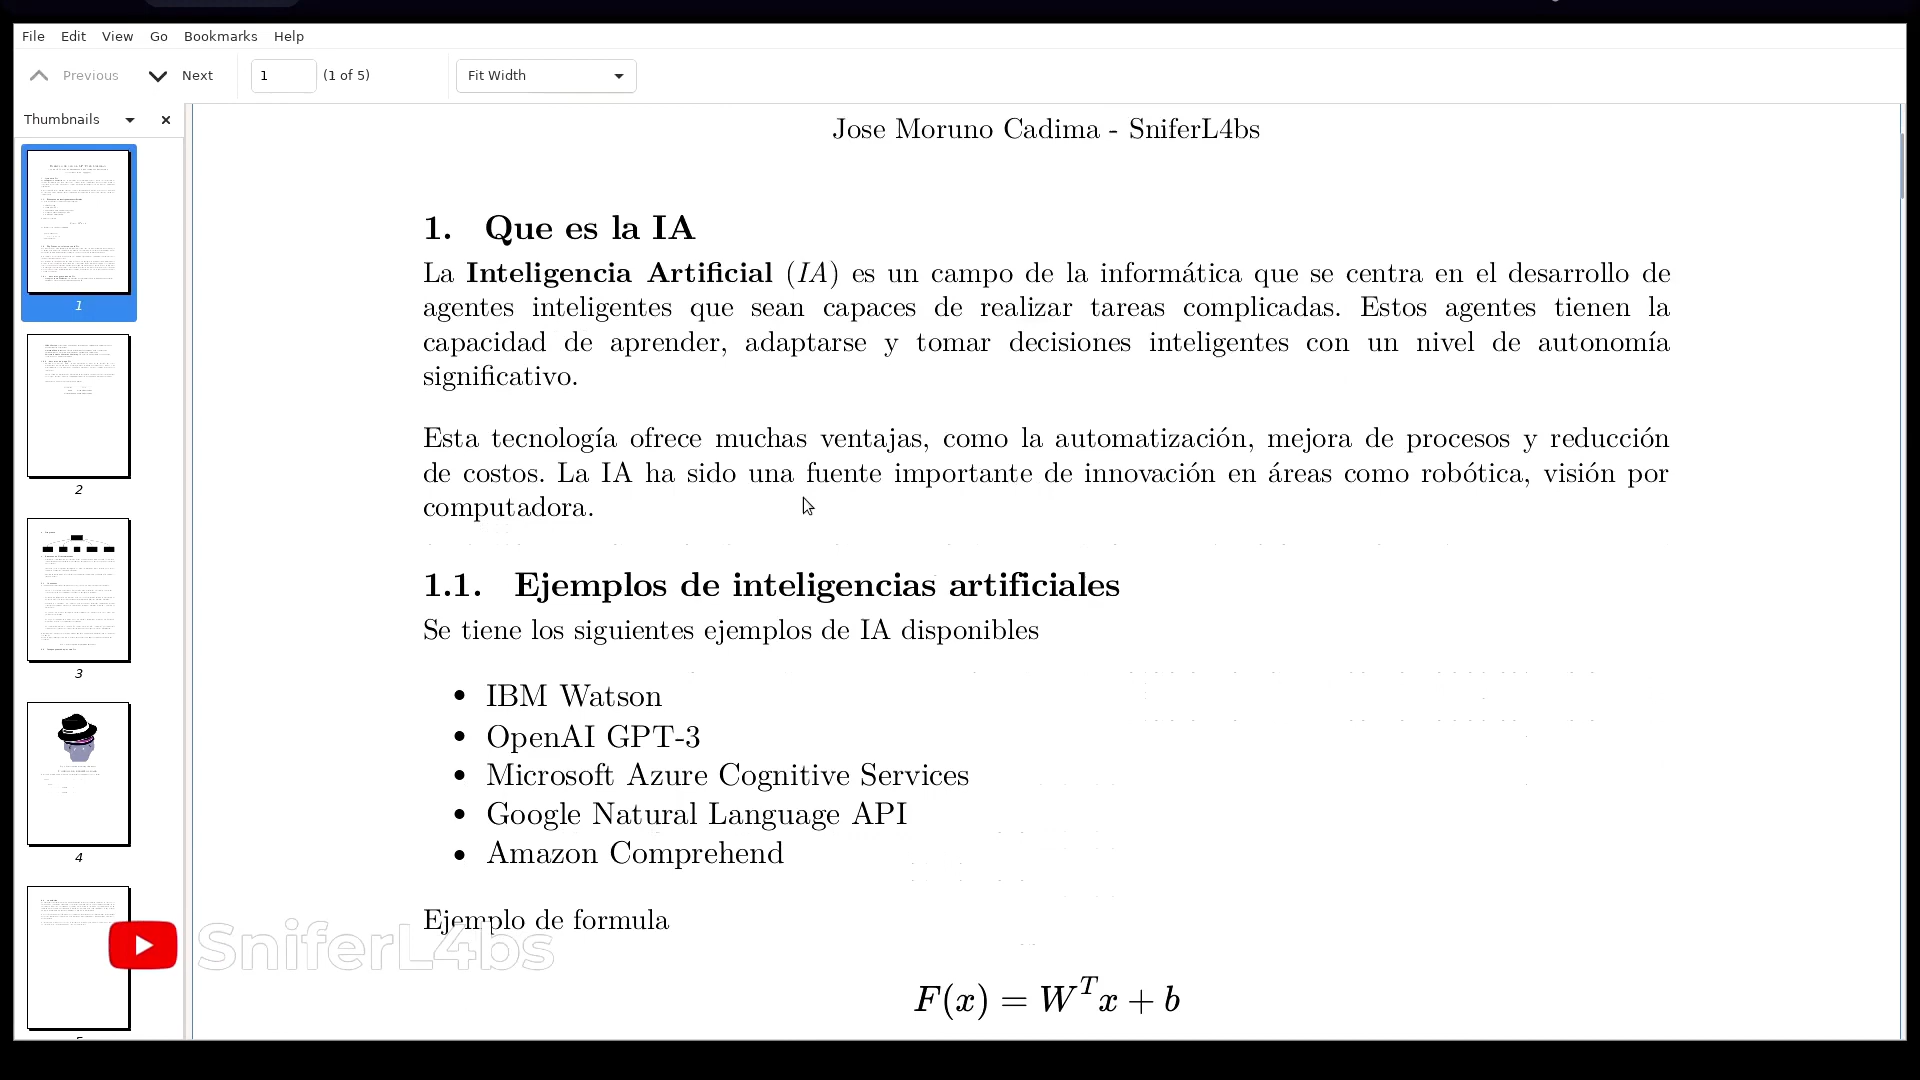 File Edit View Go Bookmarks Help
Previous Next 1 (1 of 5) Fit Width
Thumbnails
Jose Moruno Cadima - SniferL4bs
1. Que es la IA
La Inteligencia Artificial (IA) es un campo de la informática que se centra en el desarrollo de
agentes inteligentes que sean capaces de realizar tareas complicadas. Estos agentes tienen la
capacidad de aprender, adaptarse y tomar decisiones inteligentes con un nivel de autonomía
significativo.
Esta tecnología ofrece muchas ventajas, como la automatización, mejora de procesos y reducción
de costos. La IA ha sido una fuente importante de innovación en áreas como robótica, visión por
computadora.
1.1. Ejemplos de inteligencias artificiales
Se tiene los siguientes ejemplos de IA disponibles
• IBM Watson
• OpenAI GPT-3
• Microsoft Azure Cognitive Services
• Google Natural Language API
• Amazon Comprehend
Ejemplo de formula
F(x) = W^T x + b
1
2
3
4
SniferL4bs